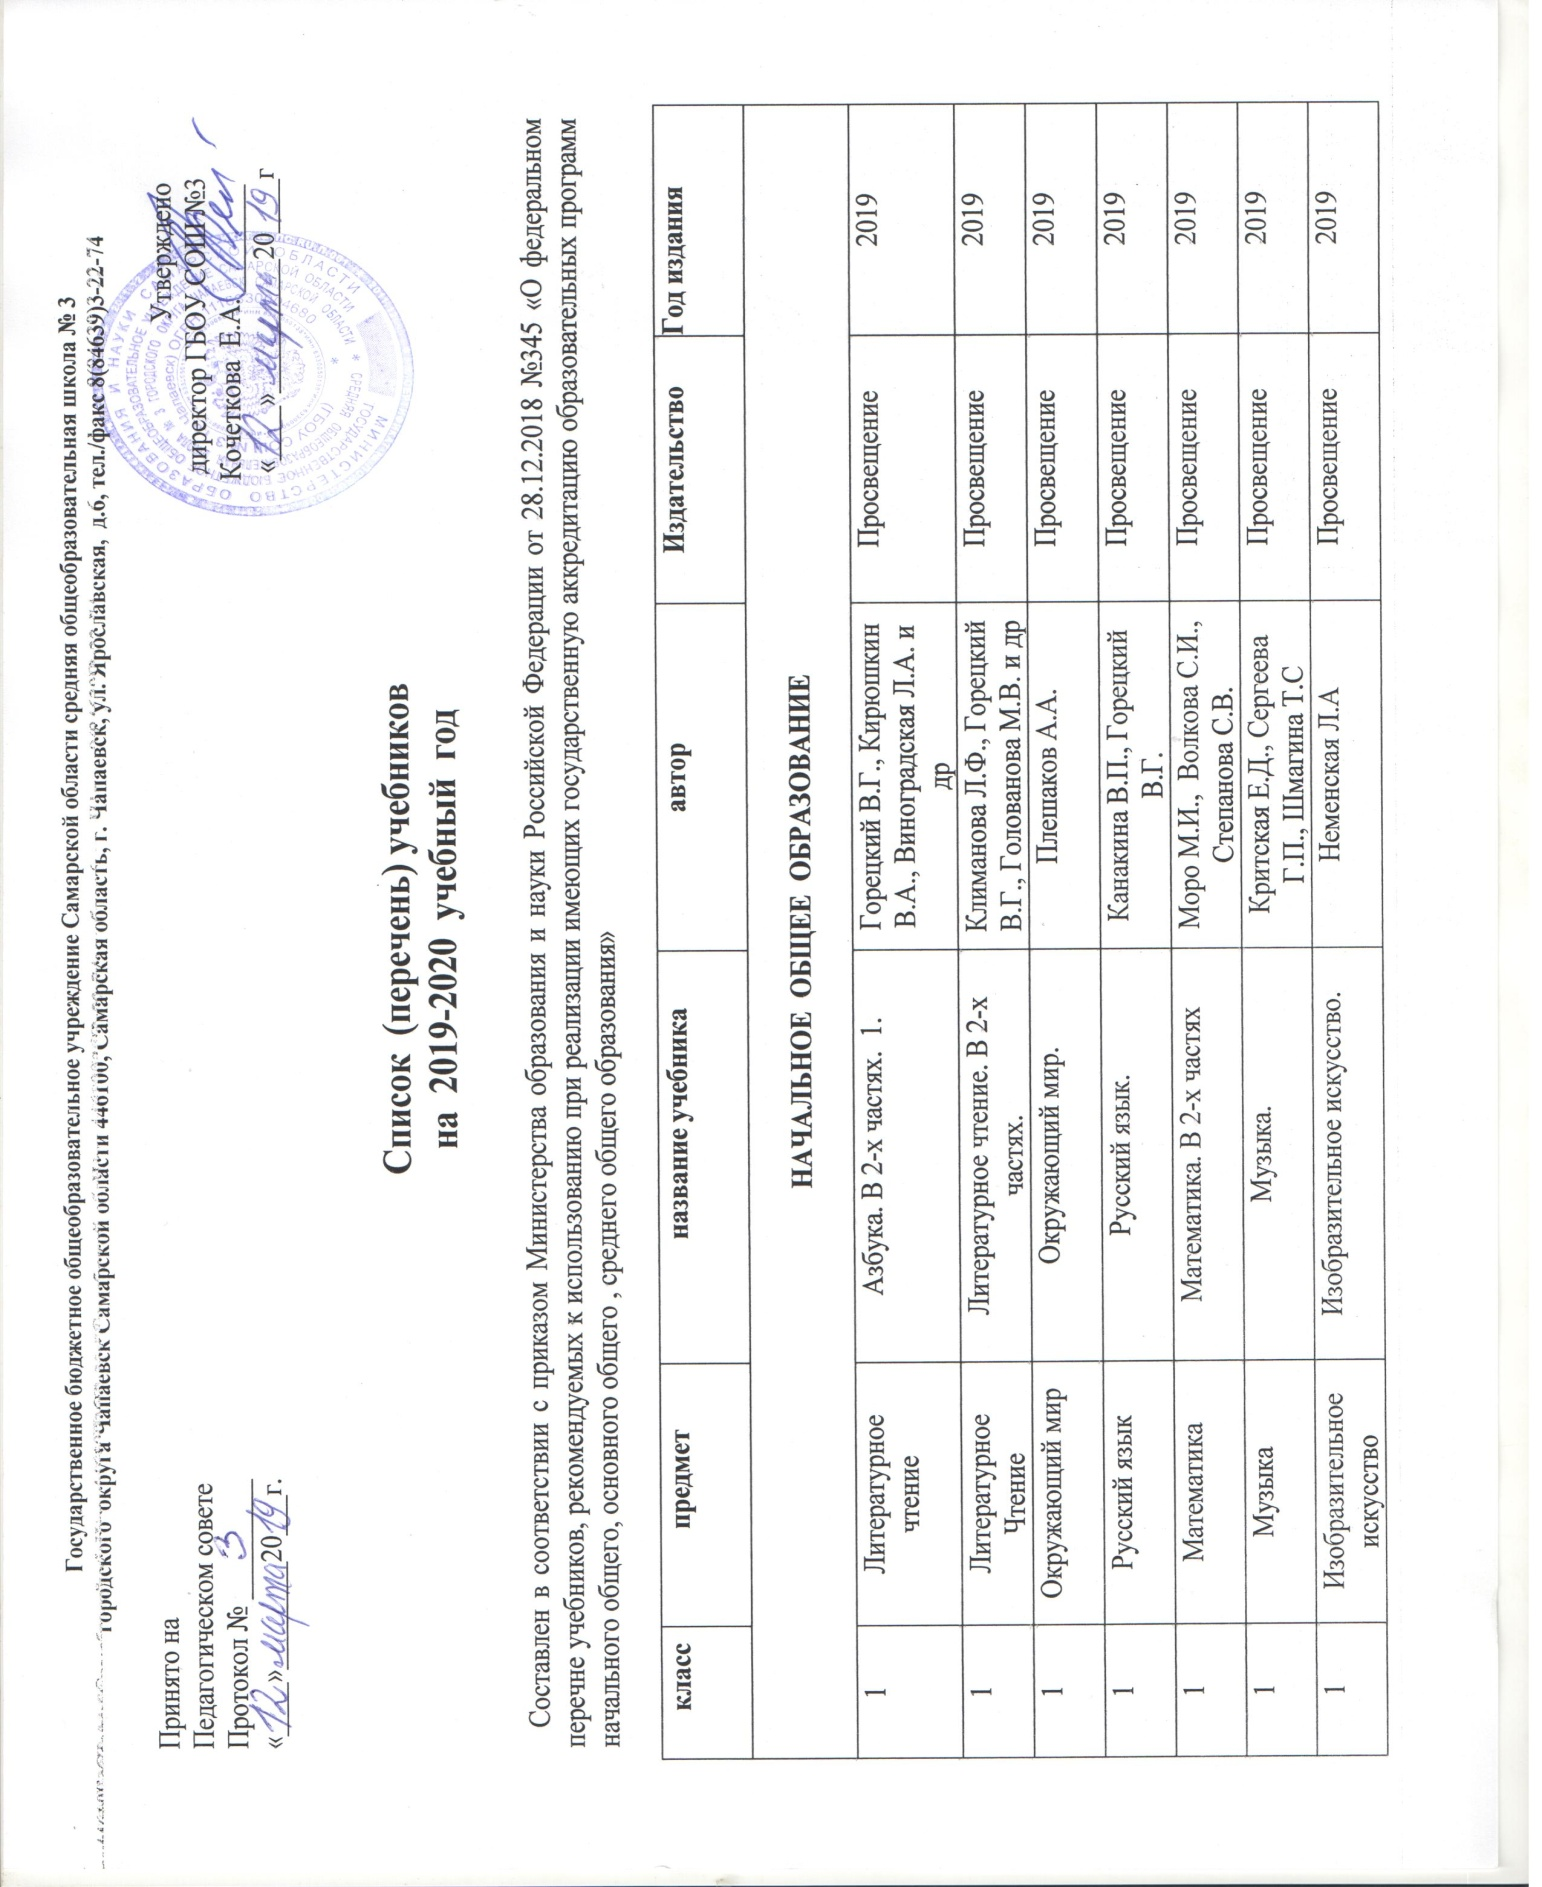 Государственное бюджетное общеобразовательное учреждение Самарской области средняя общеобразовательная школа № 3
городского округа Чапаевск Самарской области 446100, Самарская область, г. Чапаевск, ул. Ярославская, д.6, тел./факс 8(84639)3-22-74
Принято на
Педагогическом совете
Протокол № 3
«12» марта 2019 г.
Утверждено
директор ГБОУ СОШ №3
Кочеткова Е.А.
«12» марта 2019 г
Список (перечень) учебников
на 2019-2020 учебный год
Составлен в соответствии с приказом Министерства образования и науки Российской Федерации от 28.12.2018 №345 «О федеральном
перечне учебников, рекомендуемых к использованию при реализации имеющих государственную аккредитацию образовательных программ
начального общего, основного общего , среднего общего образования»
класс предмет название учебника автор Издательство Год издания
НАЧАЛЬНОЕ ОБЩЕЕ ОБРАЗОВАНИЕ
1 Литературное Азбука. В 2-х частях. 1. Горецкий В.Г., Кирюшкин Просвещение 2019
чтение В.А., Виноградская Л.А. и
др
1 Литературное Литературное чтение. В 2-х Климанова Л.Ф., Горецкий Просвещение 2019
Чтение частях. В.Г., Голованова М.В. и др
1 Окружающий мир Окружающий мир. Плешаков А.А. Просвещение 2019
1 Русский язык Русский язык. Канакина В.П., Горецкий Просвещение 2019
В.Г.
1 Математика Математика. В 2-х частях Моро М.И., Волкова С.И., Просвещение 2019
Степанова С.В.
1 Музыка Музыка. Критская Е.Д., Сергеева Просвещение 2019
Г.П., Шмагина Т.С
1 Изобразительное Изобразительное искусство. Неменская Л.А Просвещение 2019
искусство